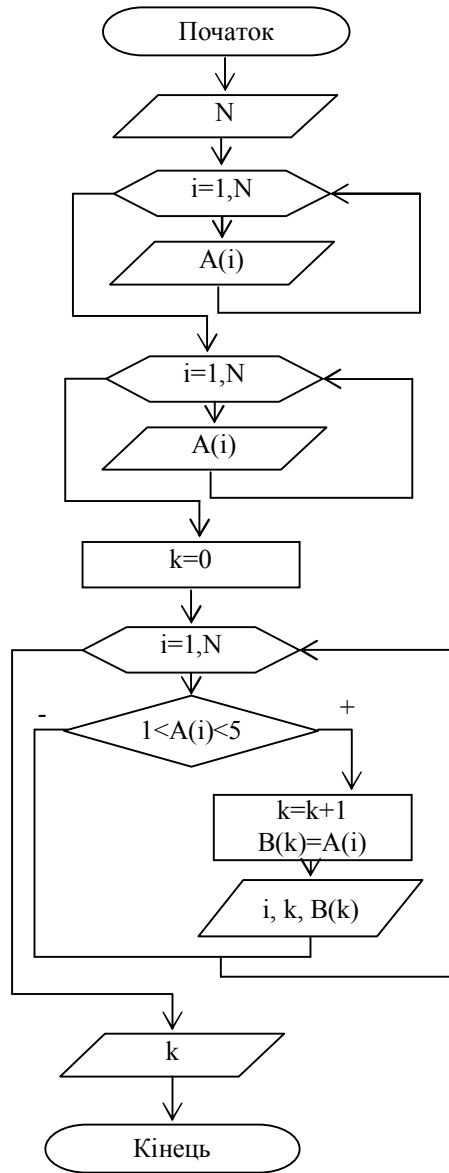 Початок
N
i=1,N
A(i)
i=1,N
A(i)
k=0
i=1,N
-
+
1<A(i)<5
k=k+1
B(k)=A(i)
i, k, B(k)
k
Кінець